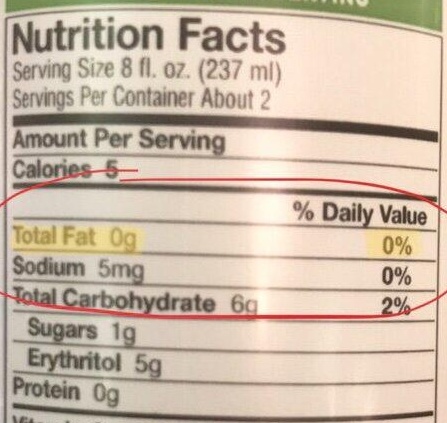 Nutrition Facts
Serving Size 8 fl. oz. (237 ml)
Servings Per Container About 2
Amount Per Serving
Calories 5
% Daily Value
Total Fat 0g 0%
Sodium 5mg 0%
Total Carbohydrate 6g 2%
Sugars 1g
Erythritol 5g
Protein 0g